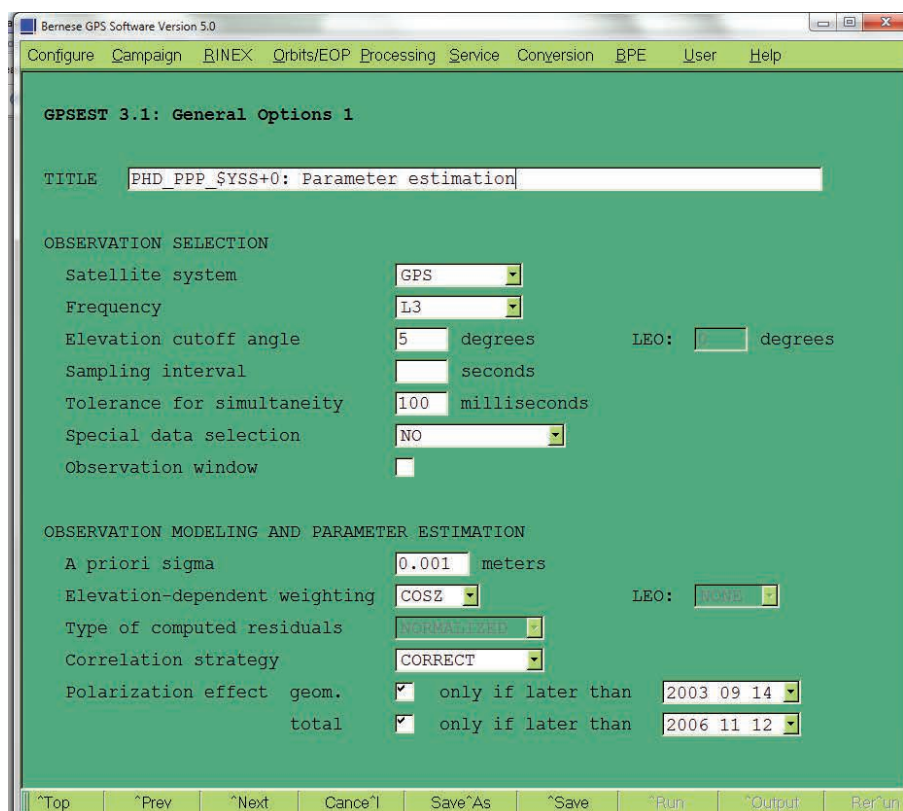 Bernese GPS Software Version 5.0
Configure Campaign RINEX Orbits/EOP Processing Service Conversion BPE User Help
GPSEST 3.1: General Options 1
TITLE PHD_PPP_$YSS+0: Parameter estimation
OBSERVATION SELECTION
Satellite system GPS
Frequency L3
Elevation cutoff angle 5 degrees LEO: degrees
Sampling interval seconds
Tolerance for simultaneity 100 milliseconds
Special data selection NO
Observation window
OBSERVATION MODELING AND PARAMETER ESTIMATION
A priori sigma 0.001 meters
Elevation-dependent weighting COSZ LEO: NONE
Type of computed residuals NORMALIZED
Correlation strategy CORRECT
Polarization effect geom. only if later than 2003 09 14
total only if later than 2006 11 12
^Top ^Prev ^Next Cance^l Save^As ^Save ^Run ^Output Rer^un